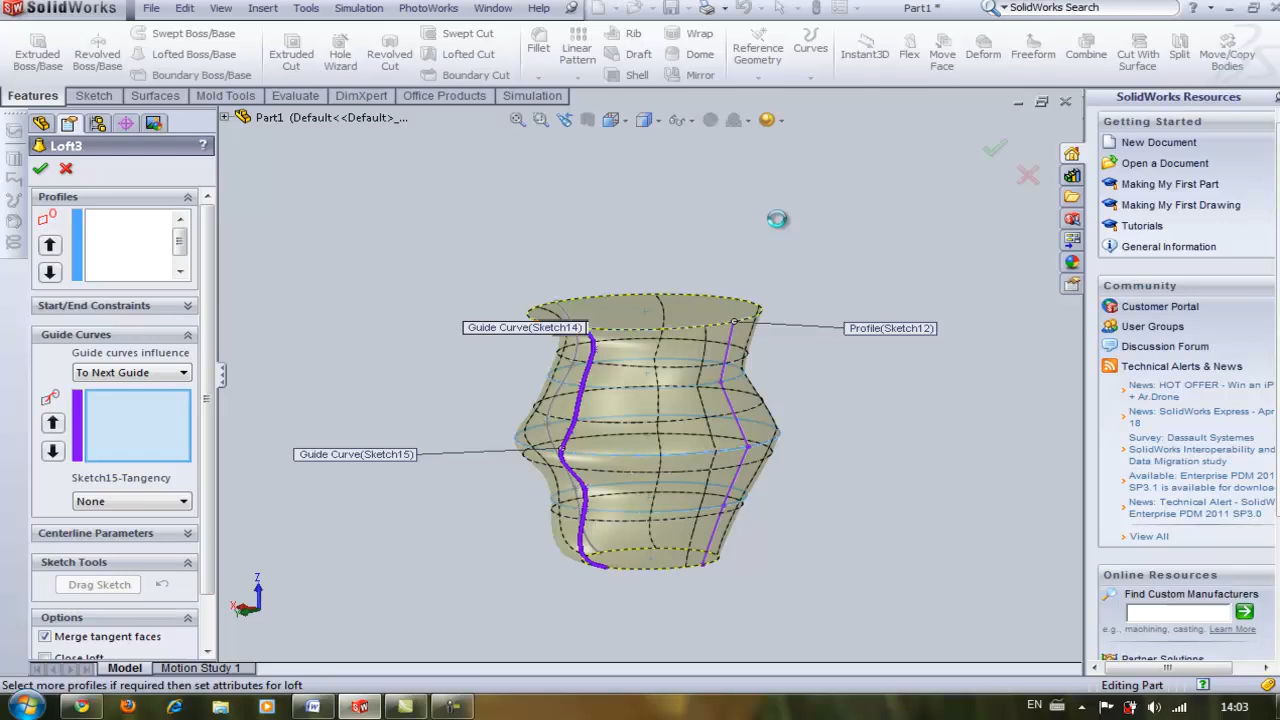 SolidWorks
File
Edit
View
Insert
Tools
Simulation
PhotoWorks
Window
Help
Part1 *
SolidWorks Search
Extruded Boss/Base
Revolved Boss/Base
Swept Boss/Base
Lofted Boss/Base
Boundary Boss/Base
Extruded Cut
Hole Wizard
Revolved Cut
Swept Cut
Lofted Cut
Boundary Cut
Fillet
Linear Pattern
Rib
Draft
Shell
Wrap
Dome
Mirror
Reference Geometry
Curves
Instant3D
Flex
Move Face
Deform
Freeform
Combine
Cut With Surface
Split
Move/Copy Bodies
Features
Sketch
Surfaces
Mold Tools
Evaluate
DimXpert
Office Products
Simulation
Loft3
?
Profiles
Start/End Constraints
Guide Curves
Guide curves influence
To Next Guide
Sketch15-Tangency
None
Centerline Parameters
Sketch Tools
Drag Sketch
Options
Merge tangent faces
Close loft
Part1 (Default<<Default>_...
Guide Curve(Sketch14)
Profile(Sketch12)
Guide Curve(Sketch15)
Z
X
SolidWorks Resources
Getting Started
New Document
Open a Document
Making My First Part
Making My First Drawing
Tutorials
General Information
Community
Customer Portal
User Groups
Discussion Forum
Technical Alerts & News
News: HOT OFFER - Win an iP
+ Ar.Drone
News: SolidWorks Express - Apr
18
Survey: Dassault Systemes
SolidWorks Interoperability and
Data Migration study
Available: Enterprise PDM 2011
SP3.1 is available for downloa
News: Technical Alert - SolidW
Enterprise PDM 2011 SP3.0
View All
Online Resources
Find Custom Manufacturers
e.g., machining, casting. Learn More
Partner Solutions
Model
Motion Study 1
Select more profiles if required then set attributes for loft
Editing Part
EN
14:03